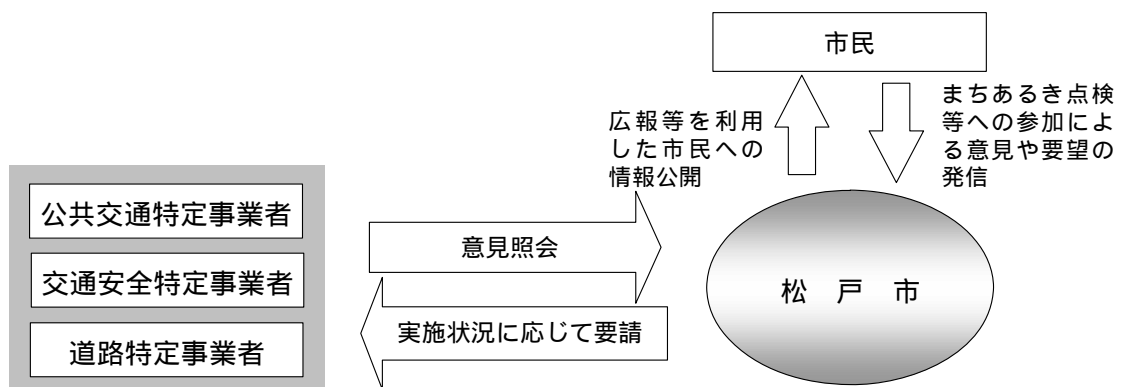 市民
広報等を利用
した市民への
情報公開
まちあるき点検
等への参加によ
る意見や要望の
発信
公共交通特定事業者
交通安全特定事業者
道路特定事業者
意見照会
実施状況に応じて要請
松 戸 市